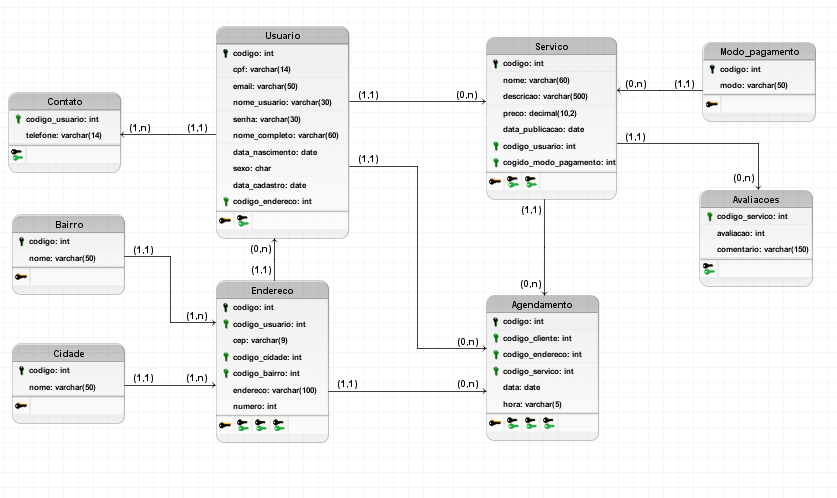 Usuario
codigo: int
cpf: varchar(14)
email: varchar(50)
nome_usuario: varchar(30)
senha: varchar(30)
nome_completo: varchar(60)
data_nascimento: date
sexo: char
data_cadastro: date
codigo_endereco: int
Servico
codigo: int
nome: varchar(60)
descricao: varchar(500)
preco: decimal(10,2)
data_publicacao: date
codigo_usuario: int
cogido_modo_pagamento: int
Modo_pagamento
codigo: int
modo: varchar(50)
Contato
codigo_usuario: int
telefone: varchar(14)
(1,n)
(1,1)
(1,1)
(0,n)
(0,n)
(1,1)
(1,1)
(1,1)
(0,n)
(1,1)
(0,n)
Avaliacoes
codigo_servico: int
avaliacao: int
comentario: varchar(150)
Bairro
codigo: int
nome: varchar(50)
(1,1)
(1,n)
(0,n)
(1,1)
Endereco
codigo: int
codigo_usuario: int
cep: varchar(9)
codigo_cidade: int
codigo_bairro: int
endereco: varchar(100)
numero: int
Agendamento
codigo: int
codigo_cliente: int
codigo_endereco: int
codigo_servico: int
data: date
hora: varchar(5)
(0,n)
Cidade
codigo: int
nome: varchar(50)
(1,1)
(1,n)
(1,1)
(0,n)